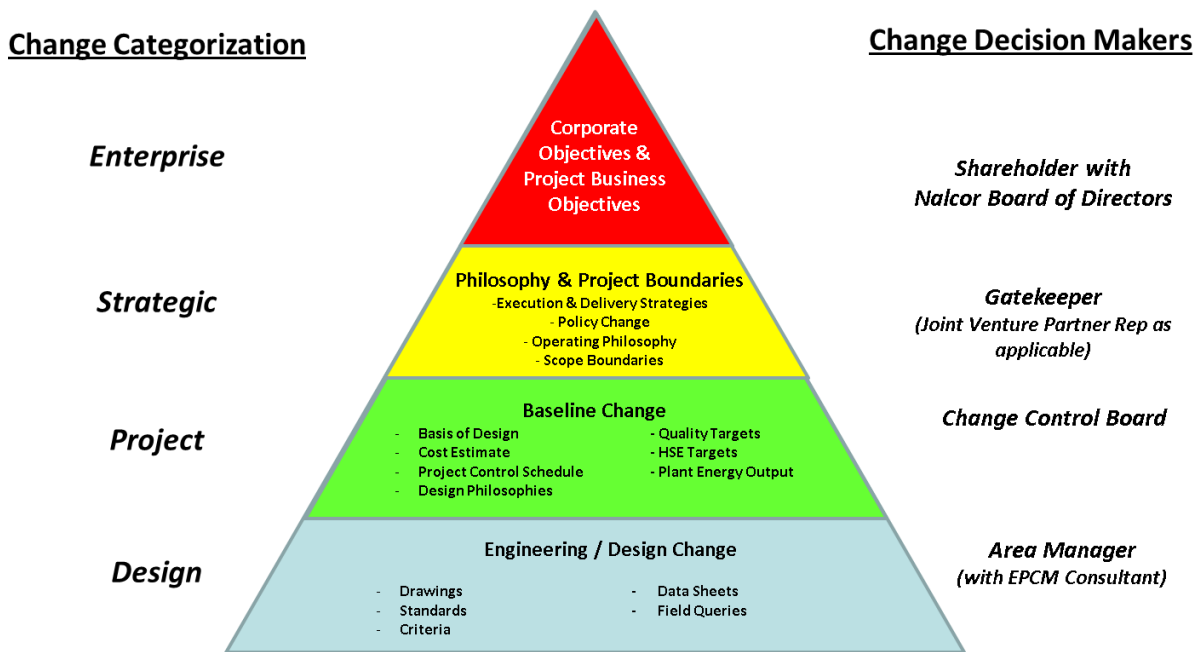 Change Categorization
Change Decision Makers
Enterprise
Corporate
Objectives &
Project Business
Objectives
Shareholder with
Nalcor Board of Directors
Strategic
Philosophy & Project Boundaries
-Execution & Delivery Strategies
- Policy Change
- Operating Philosophy
- Scope Boundaries
Gatekeeper
(Joint Venture Partner Rep as
applicable)
Project
Baseline Change
- Basis of Design
- Cost Estimate
- Project Control Schedule
- Design Philosophies
- Quality Targets
- HSE Targets
- Plant Energy Output
Change Control Board
Design
Engineering / Design Change
- Drawings
- Standards
- Criteria
- Data Sheets
- Field Queries
Area Manager
(with EPCM Consultant)